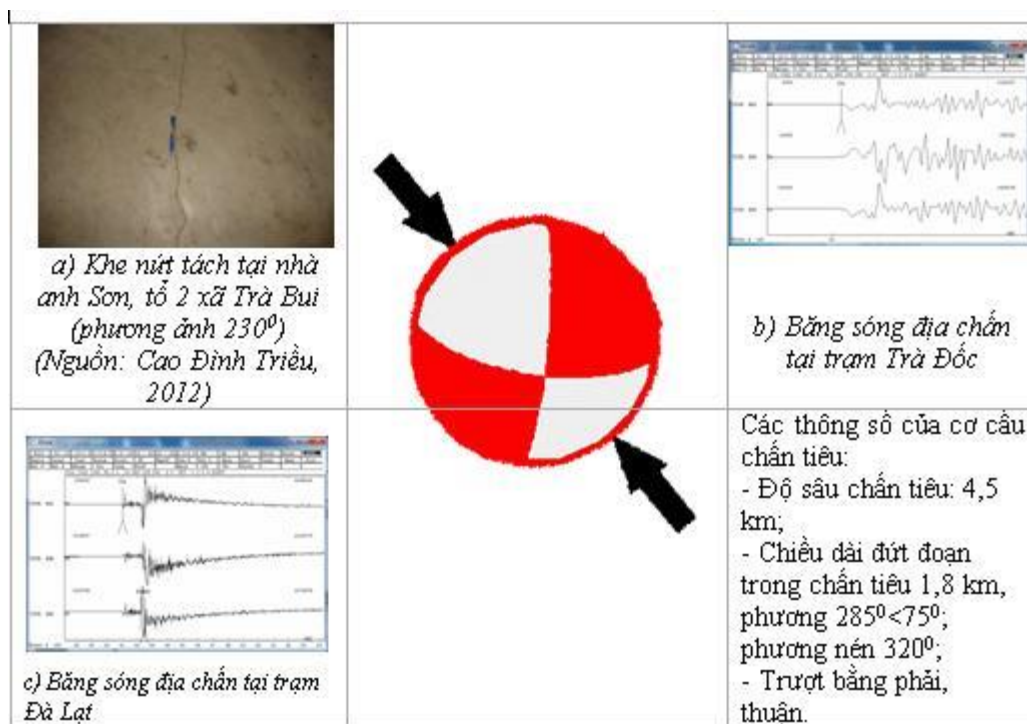 a) Khe nứt tách tại nhà
anh Sơn, tổ 2 xã Trà Bui
(phương ảnh 230⁰)
(Nguồn: Cao Đình Triều,
2012)
b) Băng sóng địa chấn
tại trạm Trà Đốc
c) Băng sóng địa chấn tại trạm
Đà Lạt
Các thông số của cơ cấu
chấn tiêu:
- Độ sâu chấn tiêu: 4,5
km;
- Chiều dài đứt đoạn
trong chấn tiêu 1,8 km,
phương 285⁰<75⁰;
phương nén 320⁰;
- Trượt bằng phải,
thuận.